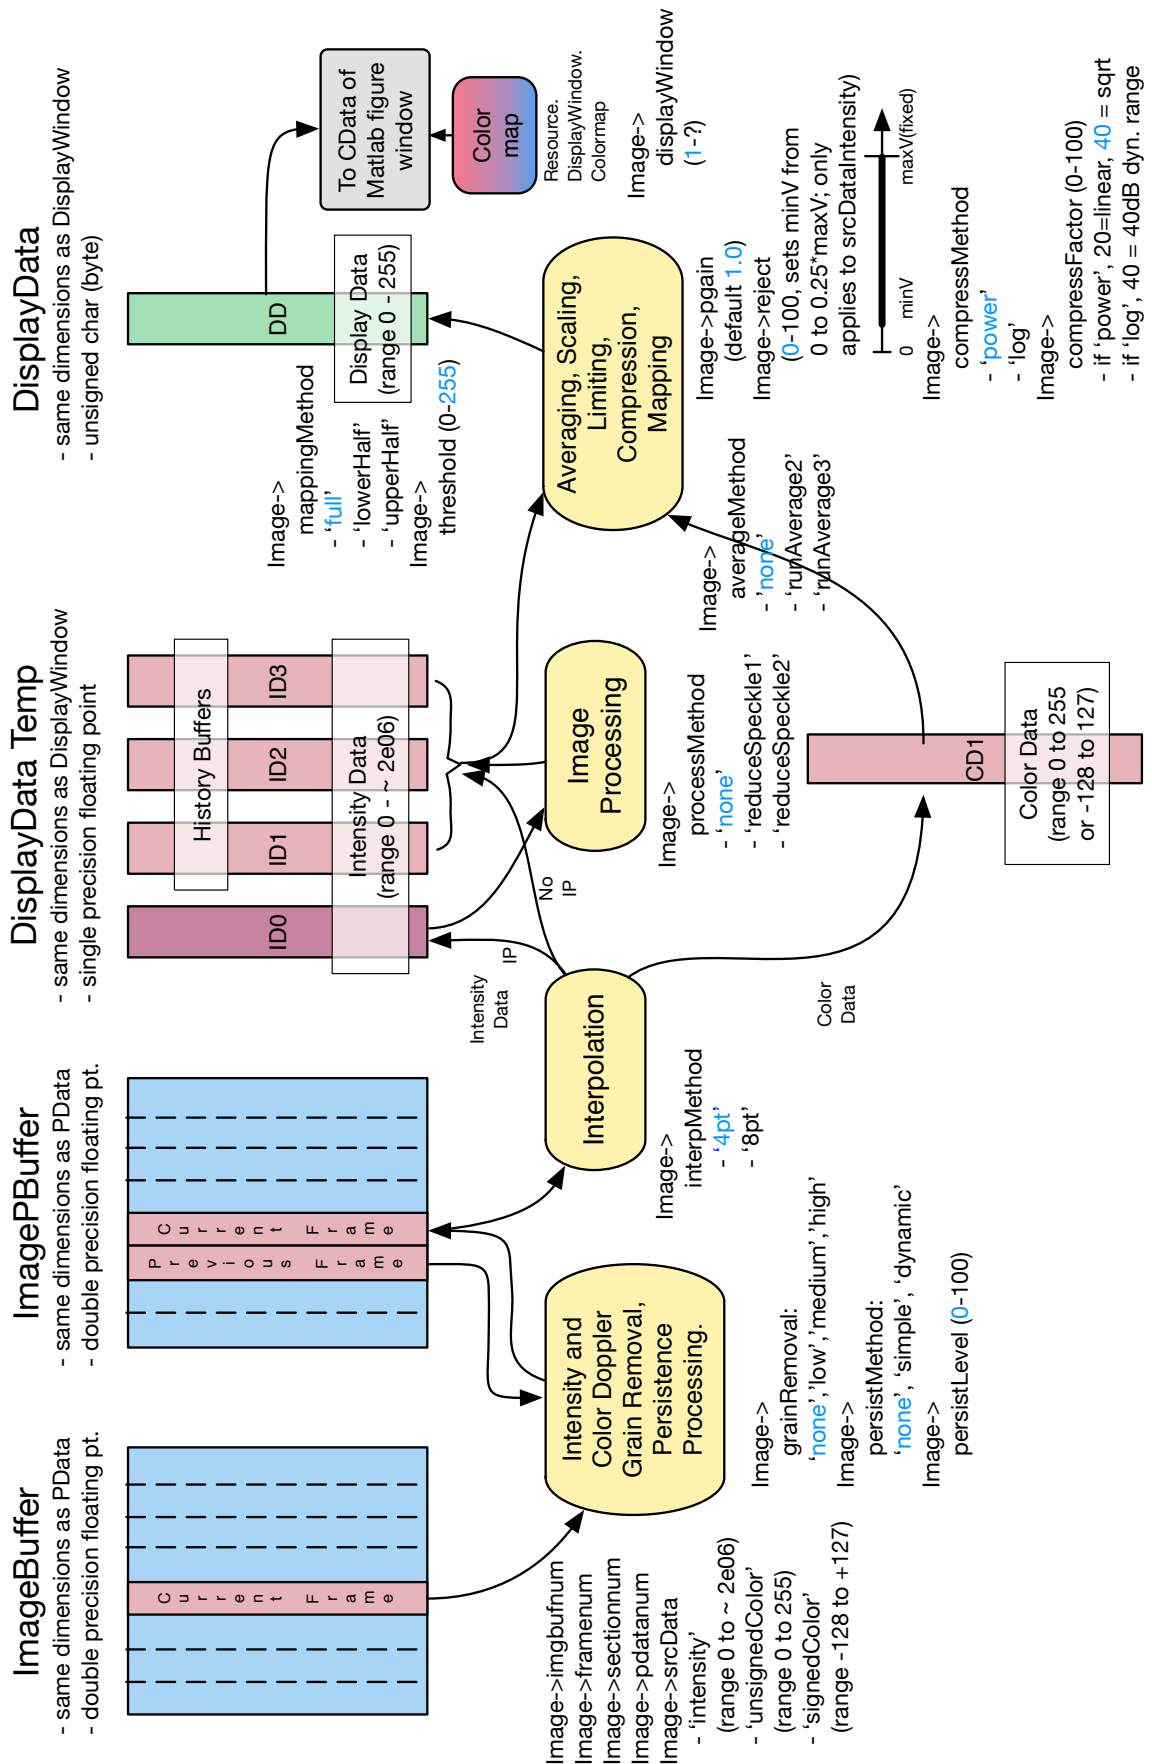 ImageBuffer
- same dimensions as PData
- double precision floating pt.
Current Frame
Image->imgbufnum
Image->framenum
Image->sectionnum
Image->pdatanum
Image->srcData
- 'intensity'
(range 0 to ~ 2e06)
- 'unsignedColor'
(range 0 to 255)
- 'signedColor'
(range -128 to +127)
ImagePBuffer
- same dimensions as PData
- double precision floating pt.
Previous Frame
Current Frame
Intensity and
Color Doppler
Grain Removal,
Persistence
Processing.
Image->
grainRemoval:
'none','low','medium','high'
Image->
persistMethod:
'none', 'simple', 'dynamic'
Image->
persistLevel (0-100)
Interpolation
Image->
interpMethod
- '4pt'
- '8pt'
DisplayData Temp
- same dimensions as DisplayWindow
- single precision floating point
ID0
ID1
ID2
ID3
History Buffers
Intensity Data
(range 0 - ~ 2e06)
Intensity
Data
IP
No
IP
Image
Processing
Image->
processMethod
- 'none'
- 'reduceSpeckle1'
- 'reduceSpeckle2'
Color
Data
CD1
Color Data
(range 0 to 255
or -128 to 127)
DisplayData
- same dimensions as DisplayWindow
- unsigned char (byte)
DD
Display Data
(range 0 - 255)
Image->
mappingMethod
- 'full'
- 'lowerHalf'
- 'upperHalf'
Image->
threshold (0-255)
To CData of
Matlab figure
window
Color
map
Resource.
DisplayWindow.
Colormap
Image->
displayWindow
(1-?)
Averaging, Scaling,
Limiting,
Compression,
Mapping
Image->
averageMethod
- 'none'
- 'runAverage2'
- 'runAverage3'
Image->pgain
(default 1.0)
Image->reject
(0-100, sets minV from
0 to 0.25*maxV; only
applies to srcDataIntensity)
0 minV maxV(fixed)
Image->
compressMethod
- 'power'
- 'log'
Image->
compressFactor (0-100)
- if 'power', 20=linear, 40 = sqrt
- if 'log', 40 = 40dB dyn. range